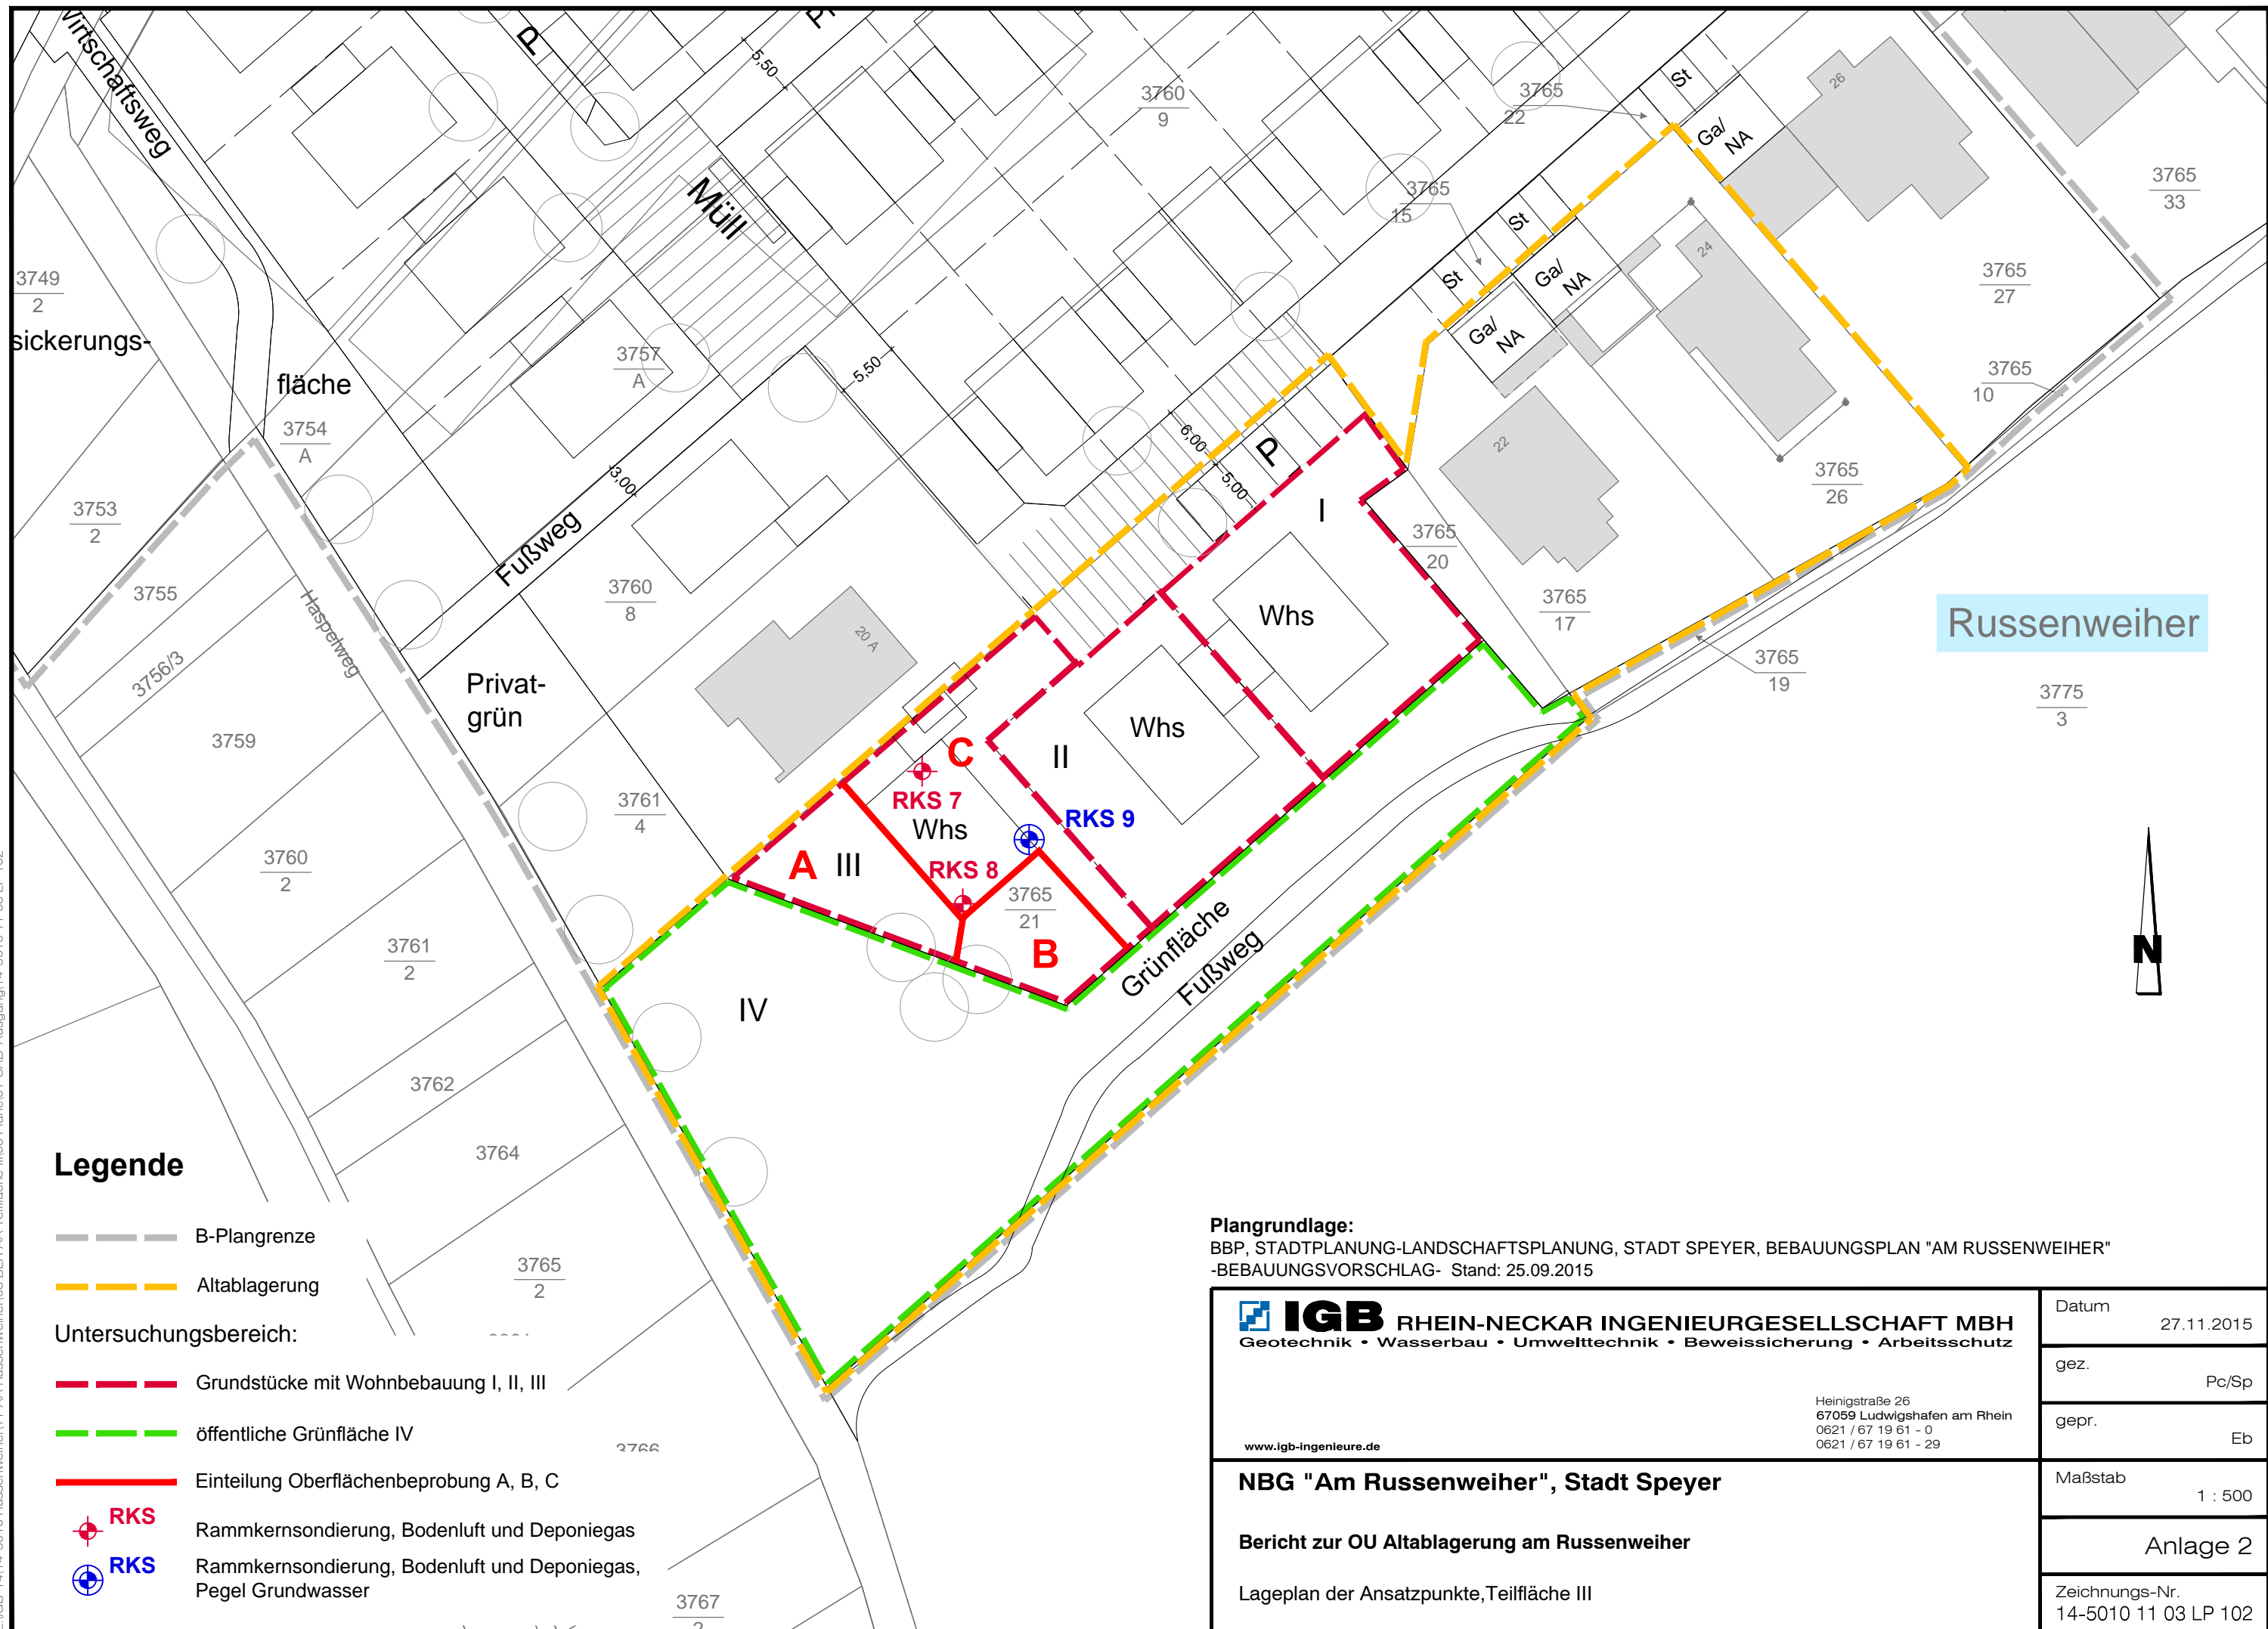 Wirtschaftsweg
P
5,50
3760
9
3765
22
St
Ga/
NA
26
3765
33
Müll
3765
15
St
St
Ga/
NA
Ga/
NA
24
3765
27
3749
2
sickerungs-
fläche
3754
A
3757
A
5,50
3765
10
3753
2
3,00
Fußweg
6,00
5,00
P
I
22
3765
26
3765
20
3755
Haspelweg
3760
8
20 A
Whs
3765
17
Russenweiher
3756/3
Privat-
grün
3765
19
3775
3
3759
C
II
Whs
RKS 7
Whs
RKS 9
3761
4
A
III
RKS 8
3765
21
3760
2
B
Grünfläche
Fußweg
3761
2
IV
N
3762
3764
3765
2
3766
3767
Legende
B-Plangrenze
Altablagerung
Untersuchungsbereich:
Grundstücke mit Wohnbebauung I, II, III
öffentliche Grünfläche IV
Einteilung Oberflächenbeprobung A, B, C
RKS
Rammkernsondierung, Bodenluft und Deponiegas
RKS
Rammkernsondierung, Bodenluft und Deponiegas,
Pegel Grundwasser
Plangrundlage:
BBP, STADTPLANUNG-LANDSCHAFTSPLANUNG, STADT SPEYER, BEBAUUNGSPLAN "AM RUSSENWEIHER"
-BEBAUUNGSVORSCHLAG- Stand: 25.09.2015
IGB RHEIN-NECKAR INGENIEURGESELLSCHAFT MBH
Geotechnik • Wasserbau • Umwelttechnik • Beweissicherung • Arbeitsschutz
Heinigstraße 26
67059 Ludwigshafen am Rhein
0621 / 67 19 61 - 0
0621 / 67 19 61 - 29
www.igb-ingenieure.de
Datum
27.11.2015
gez.
Pc/Sp
gepr.
Eb
NBG "Am Russenweiher", Stadt Speyer
Bericht zur OU Altablagerung am Russenweiher
Lageplan der Ansatzpunkte,Teilfläche III
Maßstab
1 : 500
Anlage 2
Zeichnungs-Nr.
14-5010 11 03 LP 102